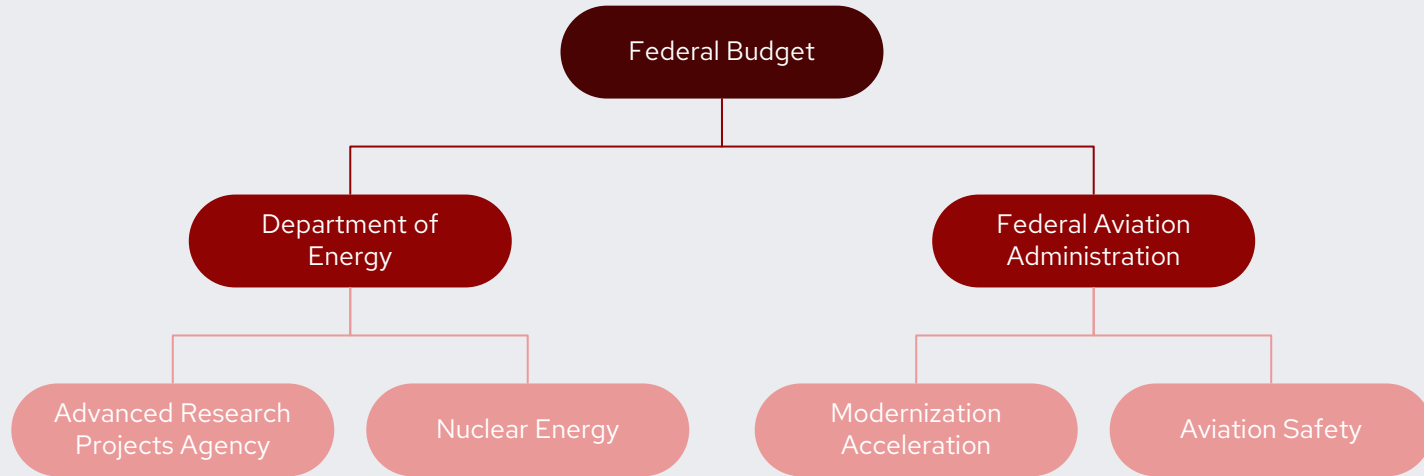 Federal Budget
Department of
Energy
Federal Aviation
Administration
Advanced Research
Projects Agency
Nuclear Energy
Modernization
Acceleration
Aviation Safety